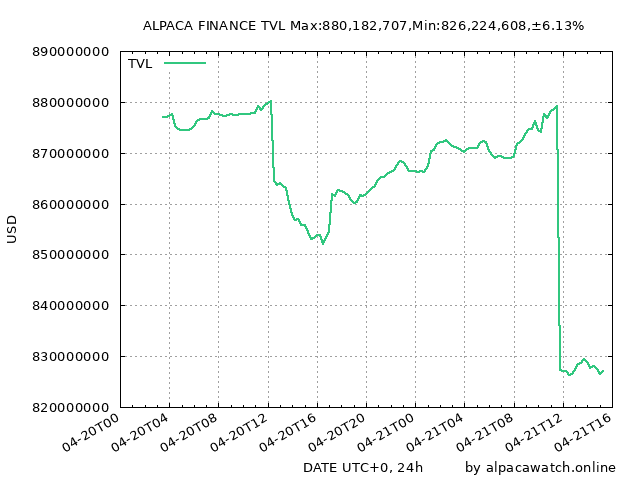 ALPACA FINANCE TVL Max:880,182,707,Min:826,224,608,±6.13%
890000000
TVL
880000000
870000000
860000000
USD
850000000
840000000
830000000
820000000
04-20T00
04-20T04
04-20T08
04-20T12
04-20T16
04-20T20
04-21T00
04-21T04
04-21T08
04-21T12
04-21T16
DATE UTC+0, 24h
by alpacawatch.online